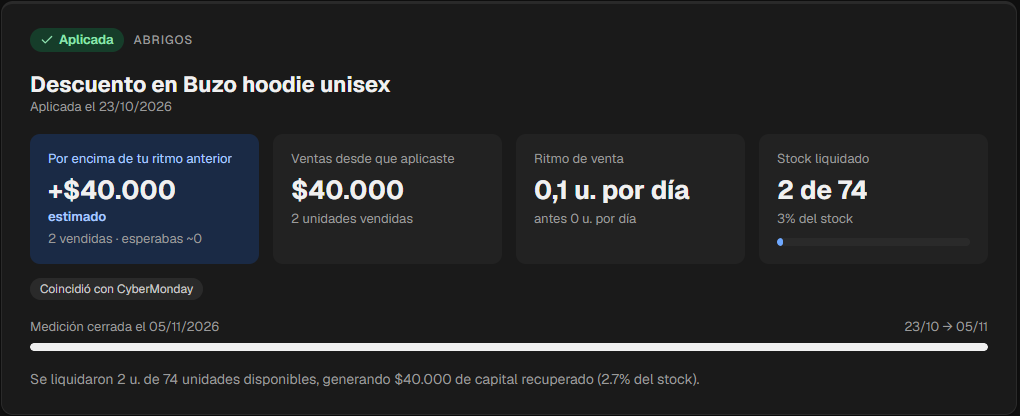 Aplicada ABRIGOS
Descuento en Buzo hoodie unisex
Aplicada el 23/10/2026
Por encima de tu ritmo anterior
+$40.000
estimado
2 vendidas · esperabas ~0
Ventas desde que aplicaste
$40.000
2 unidades vendidas
Ritmo de venta
0,1 u. por día
antes 0 u. por día
Stock liquidado
2 de 74
3% del stock
Coincidió con CyberMonday
Medición cerrada el 05/11/2026 23/10 → 05/11
Se liquidaron 2 u. de 74 unidades disponibles, generando $40.000 de capital recuperado (2.7% del stock).